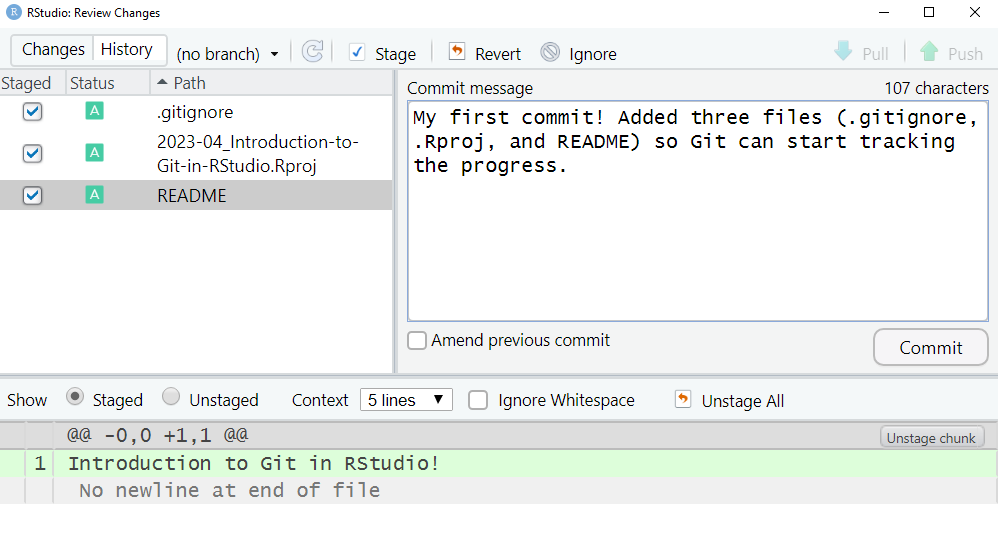 R RStudio: Review Changes
Changes History (no branch) Stage Revert Ignore Pull Push
Staged Status Path
A .gitignore
A 2023-04_Introduction-to-
Git-in-RStudio.Rproj
A README
Commit message 107 characters
My first commit! Added three files (.gitignore,
.Rproj, and README) so Git can start tracking
the progress.
Amend previous commit Commit
Show Staged Unstaged Context 5 lines Ignore Whitespace Unstage All
@@ -0,0 +1,1 @@ Unstage chunk
1 Introduction to Git in RStudio!
No newline at end of file